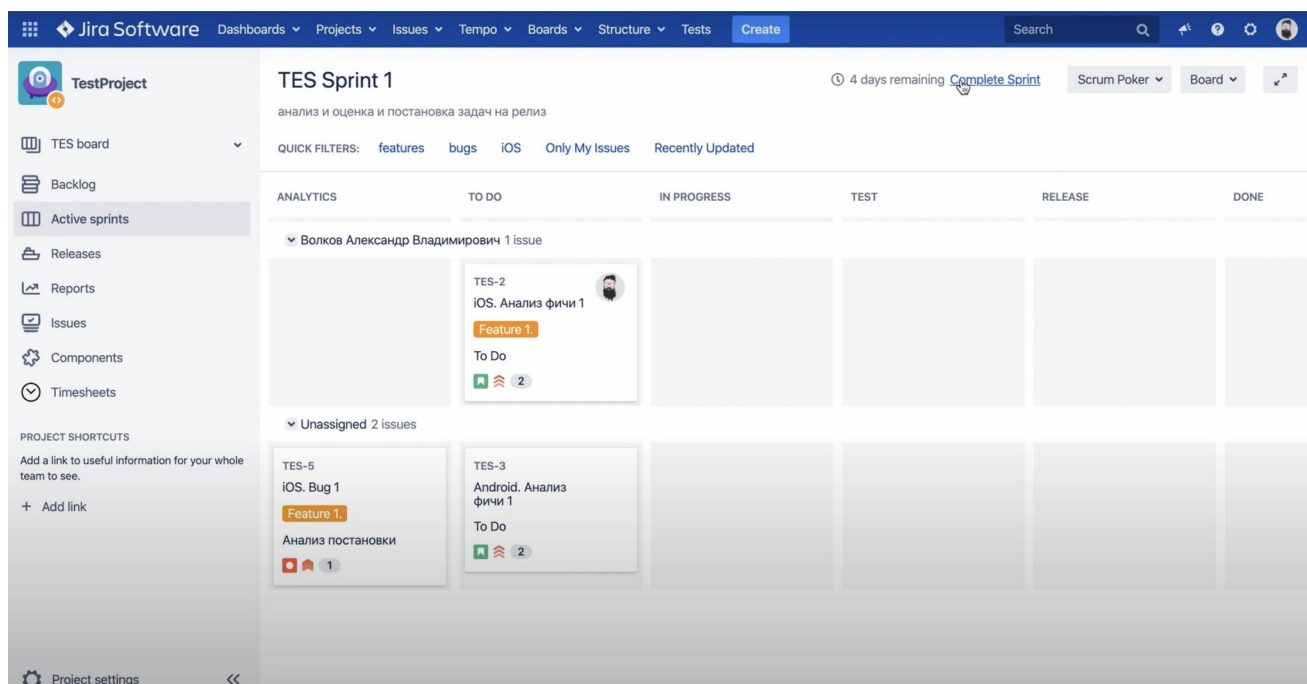 Jira Software Dashboards Projects Issues Tempo Boards Structure Tests Create Search
TestProject
TES board
Backlog
Active sprints
Releases
Reports
Issues
Components
Timesheets
PROJECT SHORTCUTS
Add a link to useful information for your whole
team to see.
+ Add link
Project settings
TES Sprint 1
4 days remaining Complete Sprint Scrum Poker Board
анализ и оценка и постановка задач на релиз
QUICK FILTERS: features bugs iOS Only My Issues Recently Updated
ANALYTICS TO DO IN PROGRESS TEST RELEASE DONE
Волков Александр Владимирович 1 issue
TES-2
iOS. Анализ фичи 1
Feature 1.
To Do
2
Unassigned 2 issues
TES-5
iOS. Bug 1
Feature 1.
Анализ постановки
1
TES-3
Android. Анализ
фичи 1
To Do
2